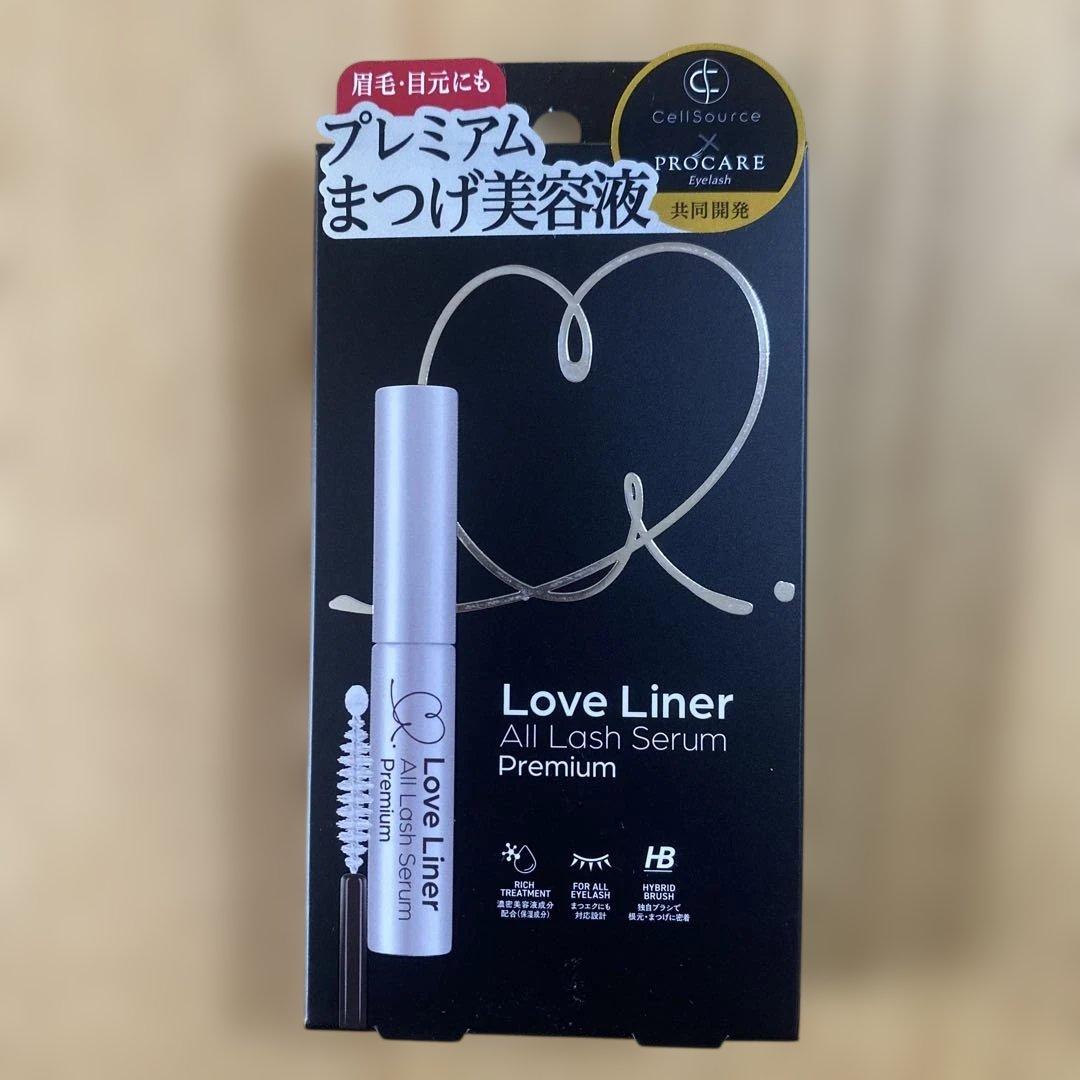 眉毛・目元にも
プレミアム
まつげ美容液
CellSource
×
PROCARE
Eyelash
共同開発
Love Liner
All Lash Serum
Premium
Love Liner
All Lash Serum
Premium
RICH
TREATMENT
濃密美容液成分
配合(保湿成分)
FOR ALL
EYELASH
まつエクにも
対応設計
HB
HYBRID
BRUSH
独自ブラシで
根元・まつげに密着